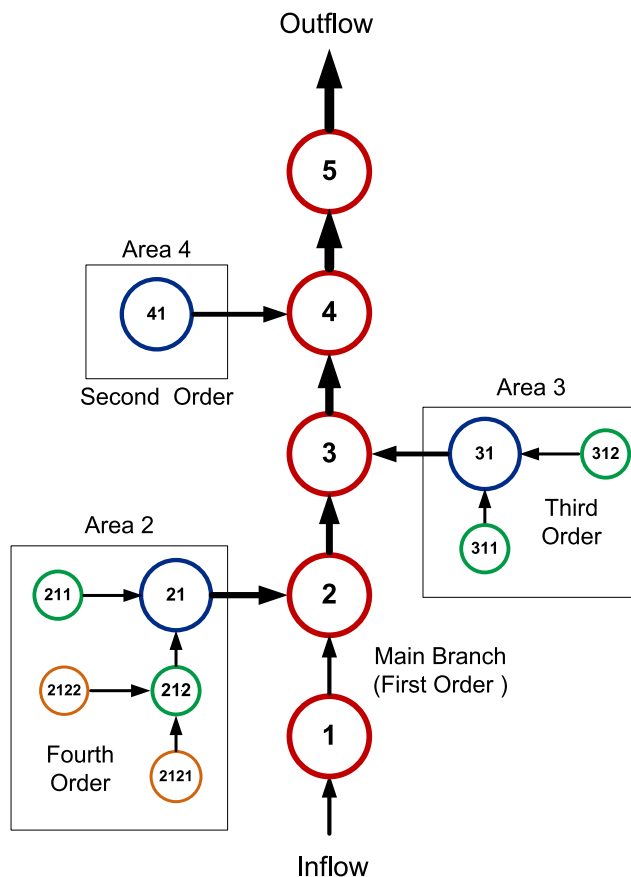 Outflow
5
Area 4
41
4
Second Order
Area 3
3
31
312
Third
Order
311
Area 2
211
21
2
2122
212
Main Branch
(First Order )
Fourth
Order
2121
1
Inflow